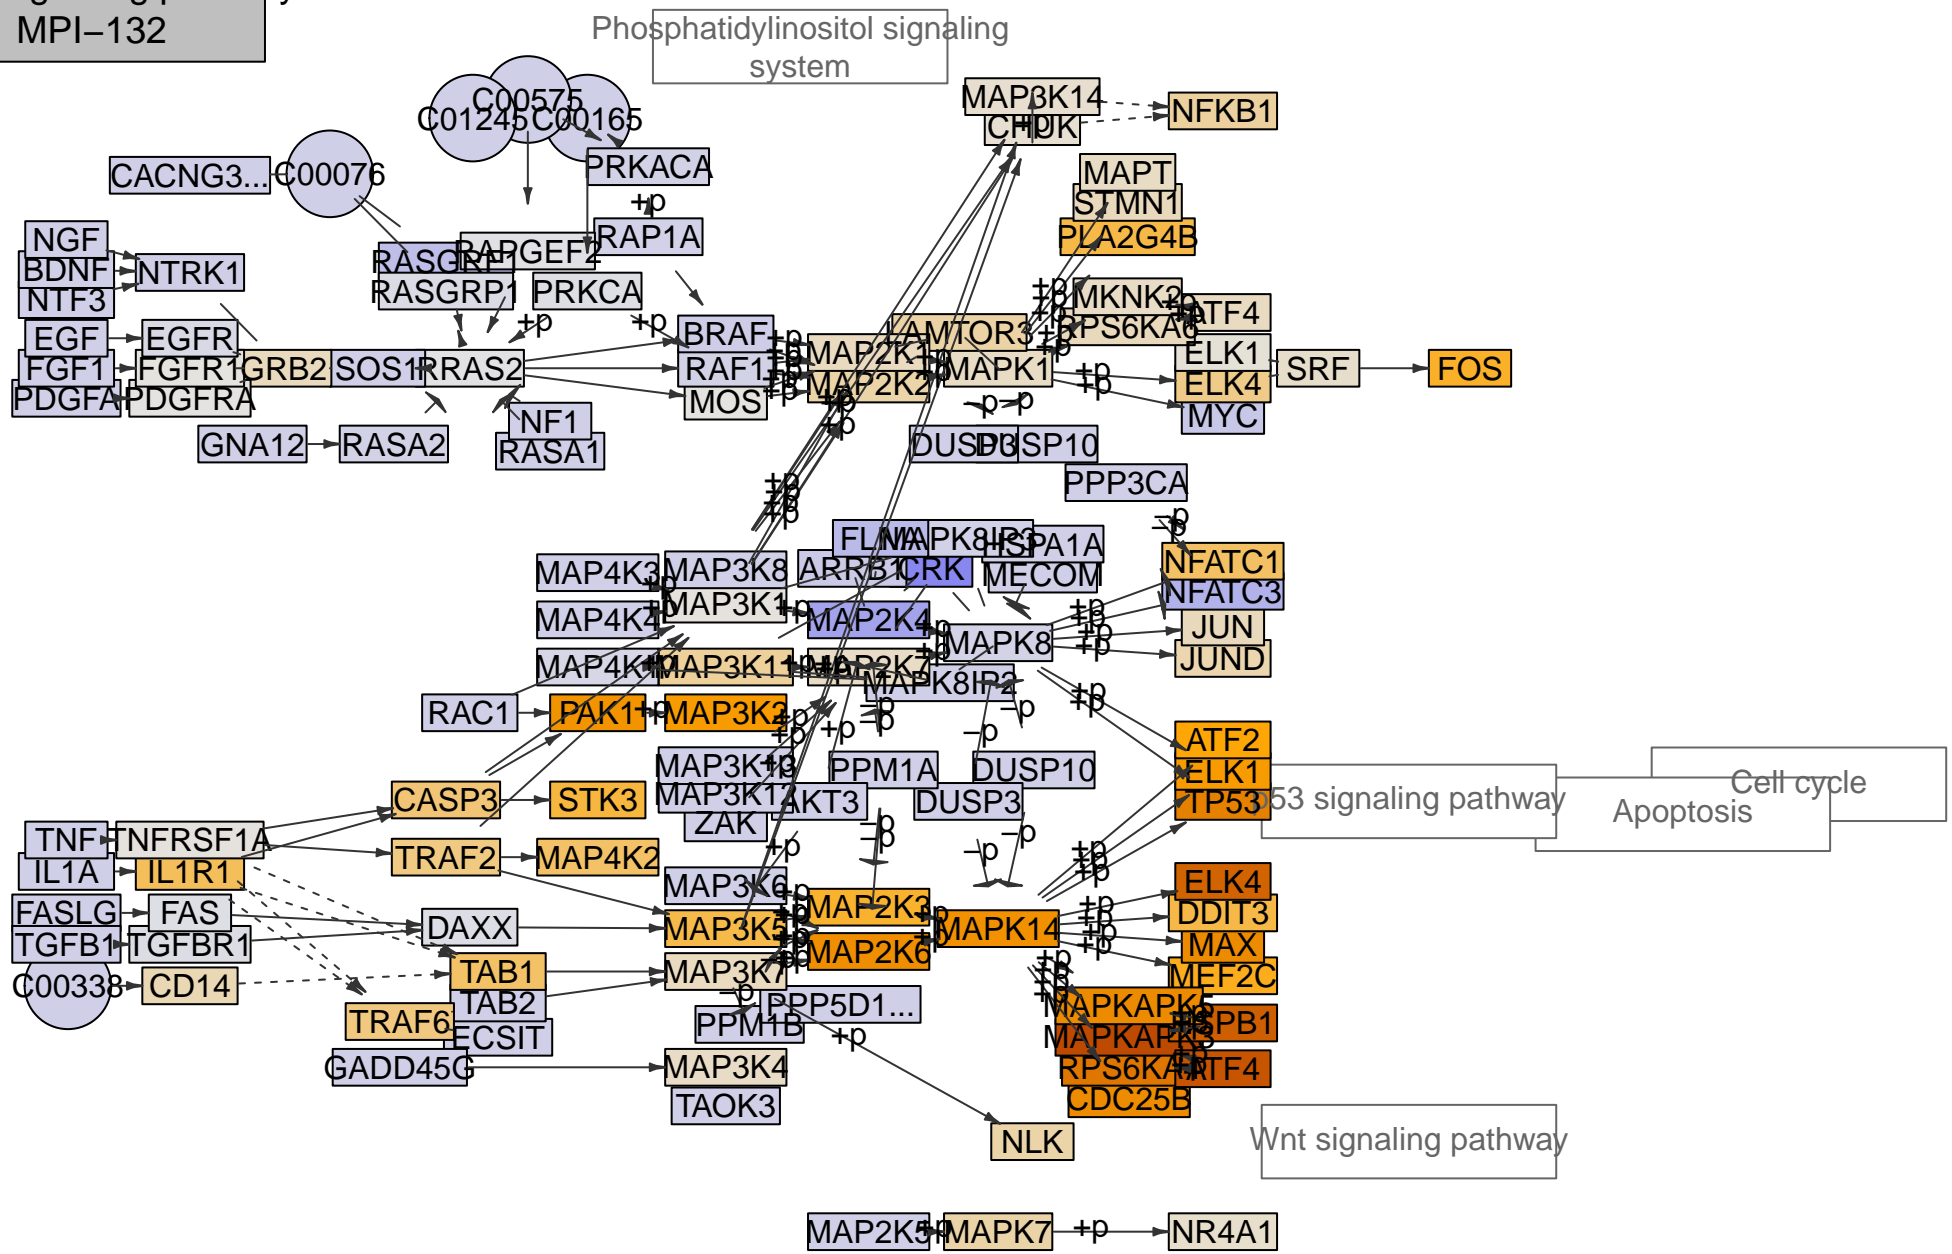 MPI−132
Phosphatidylinositol signaling
system
C00575
C01245
C00165
MAP3K14
CHUK
+p
NFKB1
CACNG3...
C00076
PRKACA
MAPT
STMN1
PLA2G4B
+p
RAP1A
NGF
BDNF
NTF3
NTRK1
RAPGEF2
RASGRF1
RASGRP1
PRKCA
+p
+p
MKNK2
ATF4
EGF
EGFR
BRAF
LAMTOR3
ELK1
FGF1
FGFR1
GRB2
SOS1
RRAS2
RAF1
MAP2K1
MAP2K2
MAPK1
SRF
FOS
ELK4
PDGFA
PDGFRA
MOS
MYC
+p
+p
NF1
RASA1
GNA12
RASA2
DUSP3
DUSP10
−p
−p
PPP3CA
−p
−p
+p
+p
+p
+p
FLNA
MAPK8IP3
HSPA1A
NFATC1
MAP4K3
MAP3K8
ARRB1
CRK
MECOM
NFATC3
MAP4K4
MAP3K1
+p
MAP2K4
+p
MAPK8
+p
+p
+p
+p
JUN
JUND
MAP3K11
MAP2K7
MAPK8IP2
RAC1
PAK1
+p
MAP3K2
+p
+p
+p
−p
−p
−p
−p
+p
+p
ATF2
ELK1
TP53
p53 signaling pathway
Apoptosis
Cell cycle
PPM1A
DUSP10
MAP3K12
AKT3
DUSP3
ZAK
CASP3
STK3
TNF
TNFRSF1A
IL1A
IL1R1
TRAF2
MAP4K2
+p
−p
−p
−p
−p
+p
+p
+p
MAP3K6
ELK4
FASLG
FAS
MAP2K3
DDIT3
DAXX
MAP3K5
MAPK14
+p
+p
+p
TGFB1
TGFBR1
MAP2K6
MAX
C00338
CD14
TAB1
MAP3K7
MEF2C
TAB2
−p
PPP5D1...
TRAF6
ECSIT
PPM1B
+p
HSPB1
GADD45G
MAP3K4
ATF4
TAOK3
CDC25B
NLK
Wnt signaling pathway
MAP2K5
+p
MAPK7
+p
NR4A1